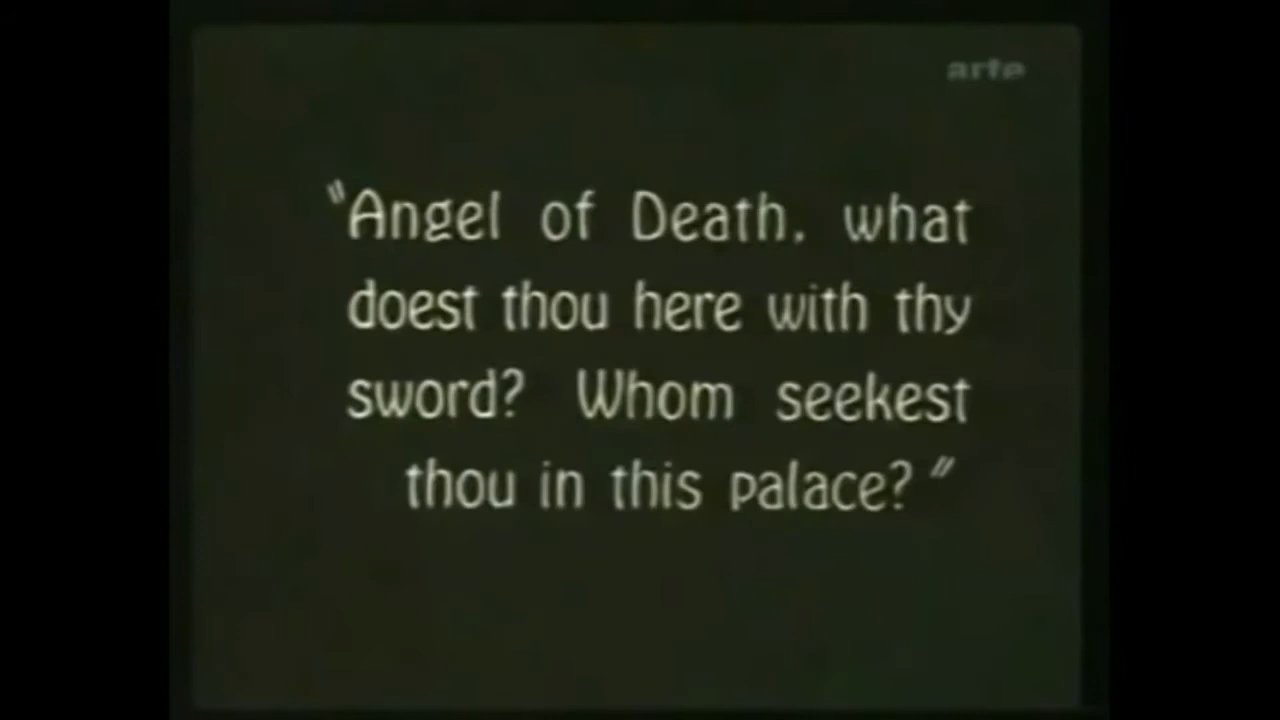 arte
"Angel of Death, what
doest thou here with thy
sword? Whom seekest
thou in this palace?"